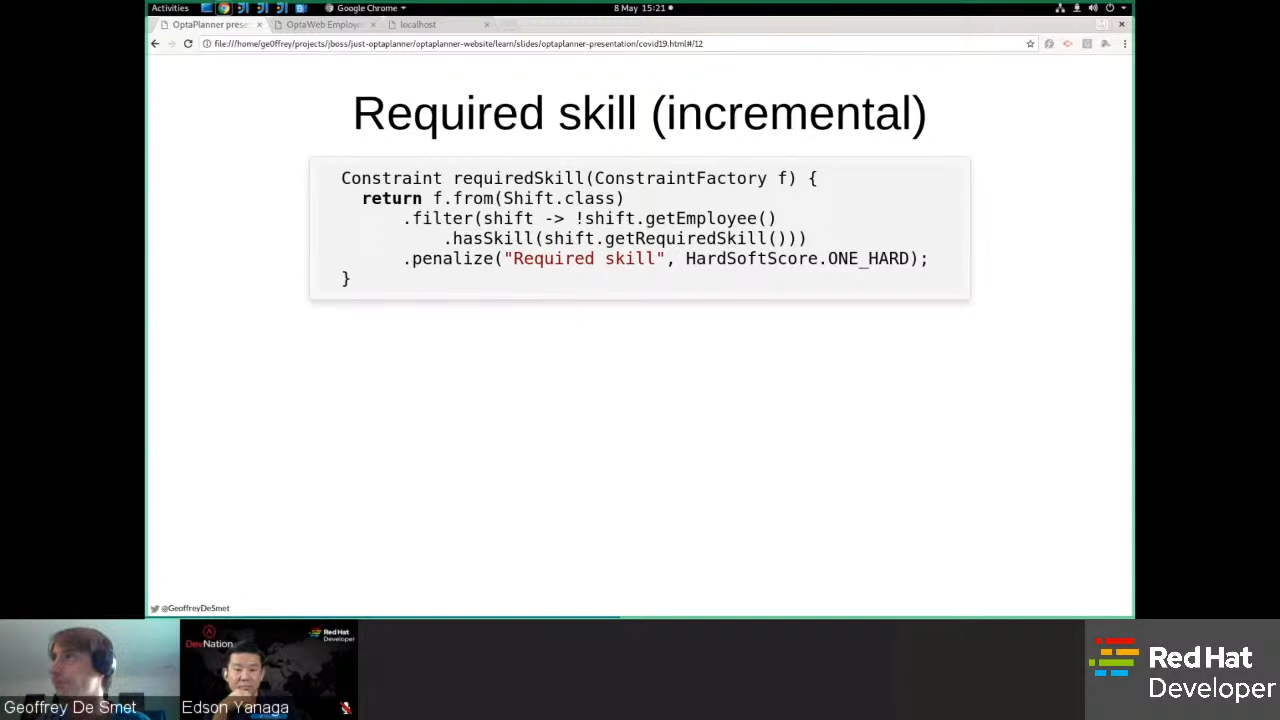 Activities
Google Chrome
8 May 15:21
OptaPlanner prese
OptaWeb Employ
localhost
file:///home/ge0ffrey/projects/jboss/just-optaplanner/optaplanner-website/learn/slides/optaplanner-presentation/covid19.html#/12
Required skill (incremental)
Constraint requiredSkill(ConstraintFactory f) {
return f.from(Shift.class)
.filter(shift -> !shift.getEmployee()
.hasSkill(shift.getRequiredSkill()))
.penalize("Required skill", HardSoftScore.ONE_HARD);
}
@GeoffreyDeSmet
DevNation
Red Hat
Developer
Geoffrey De Smet
Edson Yanaga
Red Hat
Developer